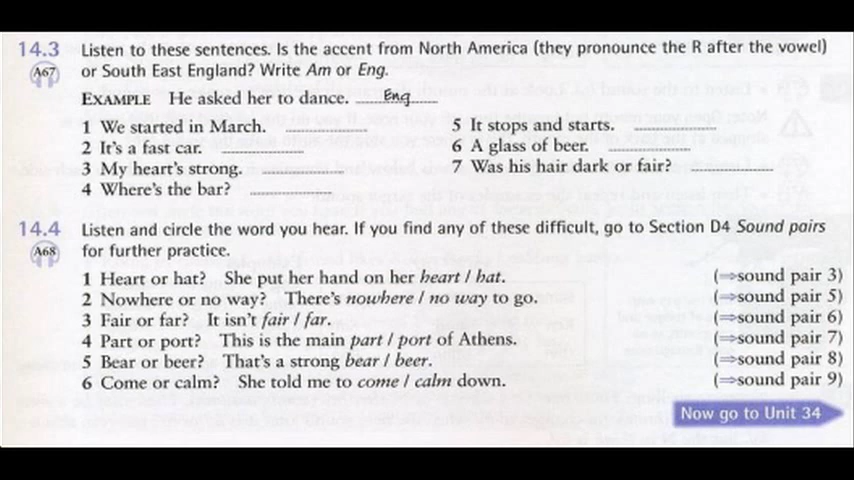 14.3 Listen to these sentences. Is the accent from North America (they pronounce the R after the vowel)
A67 or South East England? Write Am or Eng.
EXAMPLE He asked her to dance. Eng
1 We started in March.
2 It's a fast car.
3 My heart's strong.
4 Where's the bar?
5 It stops and starts.
6 A glass of beer.
7 Was his hair dark or fair?
14.4 Listen and circle the word you hear. If you find any of these difficult, go to Section D4 Sound pairs
A68 for further practice.
1 Heart or hat? She put her hand on her heart / hat. (⇒sound pair 3)
2 Nowhere or no way? There's nowhere / no way to go. (⇒sound pair 5)
3 Fair or far? It isn't fair / far. (⇒sound pair 6)
4 Part or port? This is the main part / port of Athens. (⇒sound pair 7)
5 Bear or beer? That's a strong bear / beer. (⇒sound pair 8)
6 Come or calm? She told me to come / calm down. (⇒sound pair 9)
Now go to Unit 34